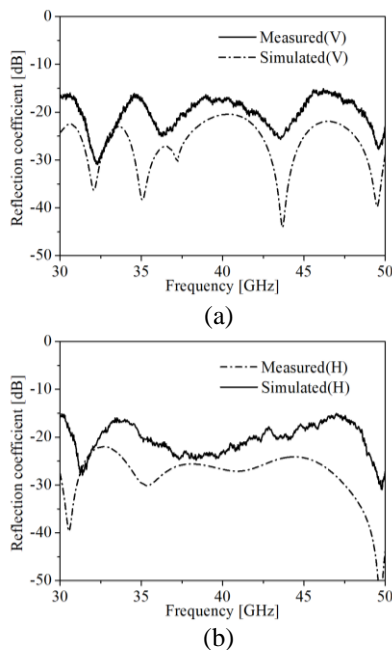 0
-10
-20
-30
-40
-50
Reflection coefficient [dB]
Measured(V)
Simulated(V)
30 35 40 45 50
Frequency [GHz]
(a)
0
-10
-20
-30
-40
-50
Reflection coefficient [dB]
Measured(H)
Simulated(H)
30 35 40 45 50
Frequency [GHz]
(b)